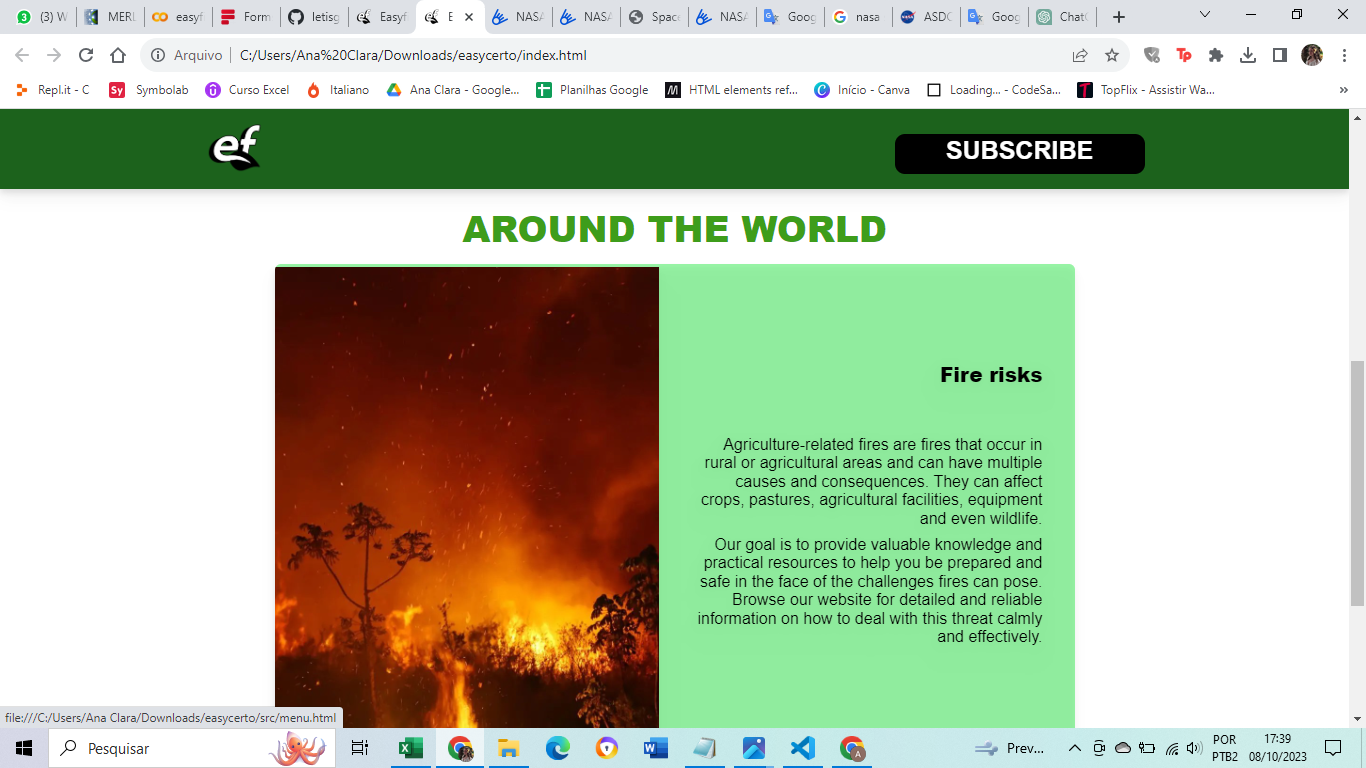 3 (3) W
MERL
easyf
Form
letisg
Easyf
E
NASA
NASA
Spac
NASA
Goog
nasa
ASDC
Goog
Chat
Arquivo C:/Users/Ana%20Clara/Downloads/easycerto/index.html
Repl.it - C
Sy Symbolab
Curso Excel
Italiano
Ana Clara - Google...
Planilhas Google
M HTML elements ref...
C Início - Canva
Loading... - CodeSa...
T TopFlix - Assistir Wa...
»
ef
SUBSCRIBE
AROUND THE WORLD
Fire risks
Agriculture-related fires are fires that occur in
rural or agricultural areas and can have multiple
causes and consequences. They can affect
crops, pastures, agricultural facilities, equipment
and even wildlife.
Our goal is to provide valuable knowledge and
practical resources to help you be prepared and
safe in the face of the challenges fires can pose.
Browse our website for detailed and reliable
information on how to deal with this threat calmly
and effectively.
file:///C:/Users/Ana Clara/Downloads/easycerto/src/menu.html
Pesquisar
Prev...
POR
PTB2
17:39
08/10/2023